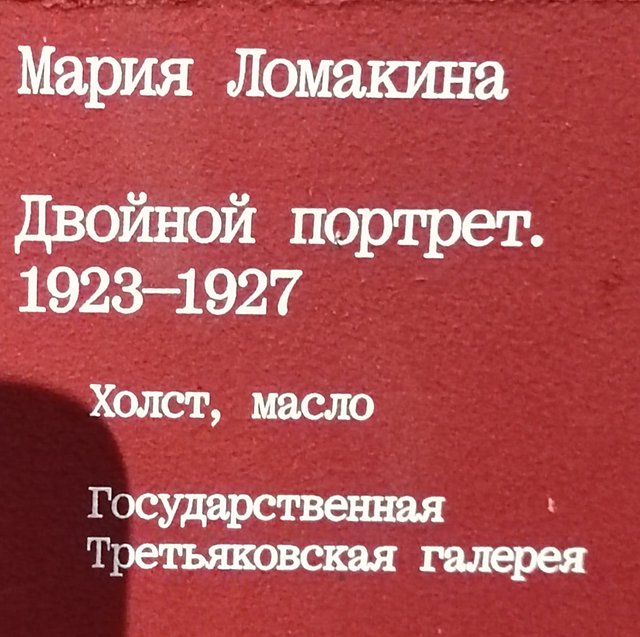 Мария Ломакина
Двойной портрет.
1923—1927
Холст, масло
Государственная
Третьяковская галерея